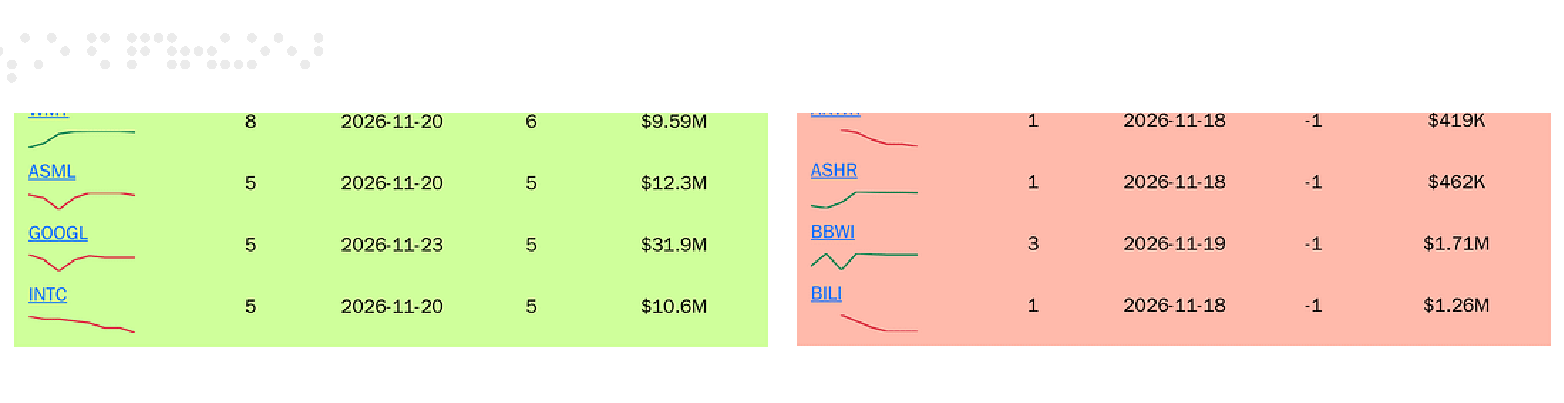 8 2026-11-20 6 $9.59M
ASML 5 2026-11-20 5 $12.3M
GOOGL 5 2026-11-23 5 $31.9M
INTC 5 2026-11-20 5 $10.6M
1 2026-11-18 -1 $419K
ASHR 1 2026-11-18 -1 $462K
BBWI 3 2026-11-19 -1 $1.71M
BILI 1 2026-11-18 -1 $1.26M